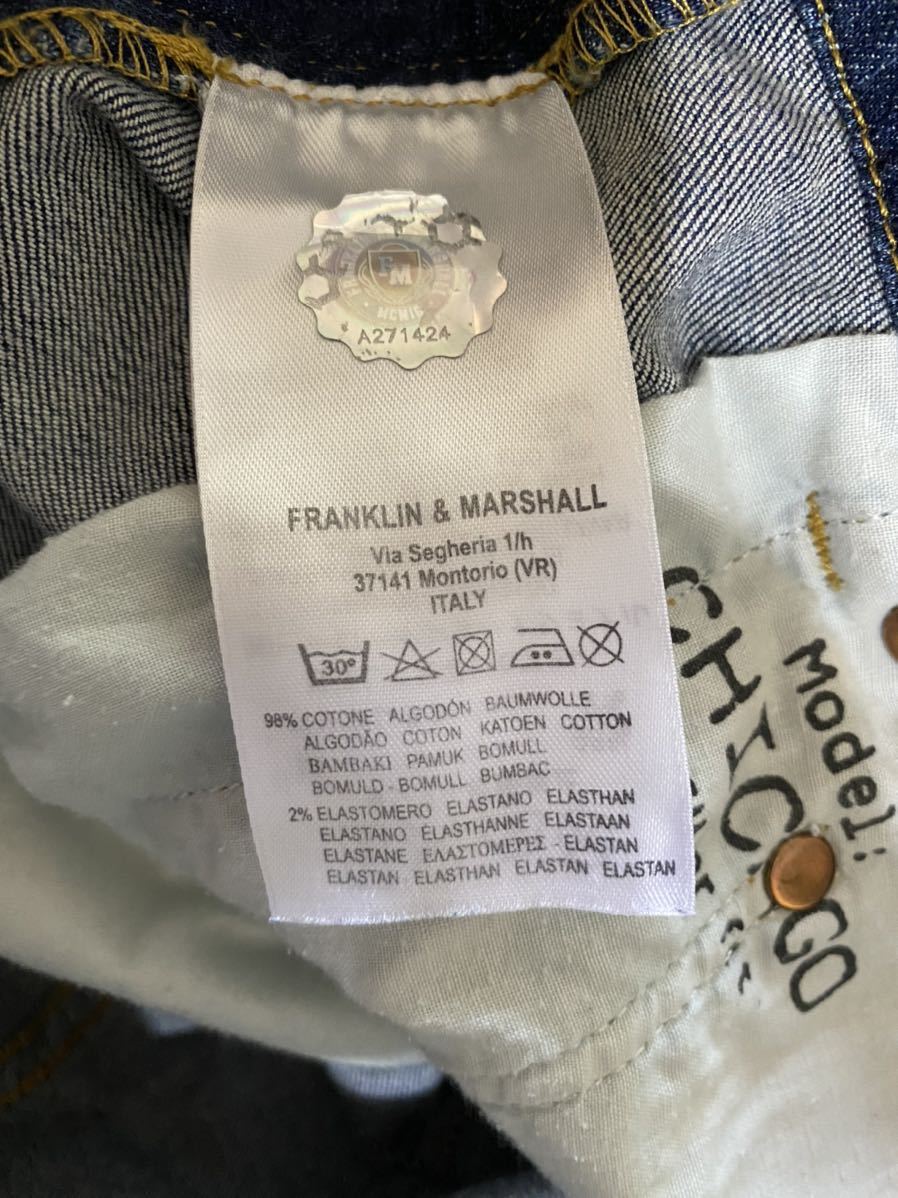 FM
MCMIC
A271424
FRANKLIN & MARSHALL
Via Segheria 1/h
37141 Montorio (VR)
ITALY
30°
98% COTONE ALGODÓN BAUMWOLLE
ALGODÃO COTON KATOEN COTTON
BAMBAKI PAMUK BOMULL
BOMULD - BOMULL BUMBAC
2% ELASTOMERO ELASTANO ELASTHAN
ELASTANO ELASTHANNE ELASTAAN
ELASTANE ΕΛΑΣΤΟΜΕΡΕΣ - ELASTAN
ELASTAN ELASTHAN ELASTAN ELASTAN
Model:
CHICAGO